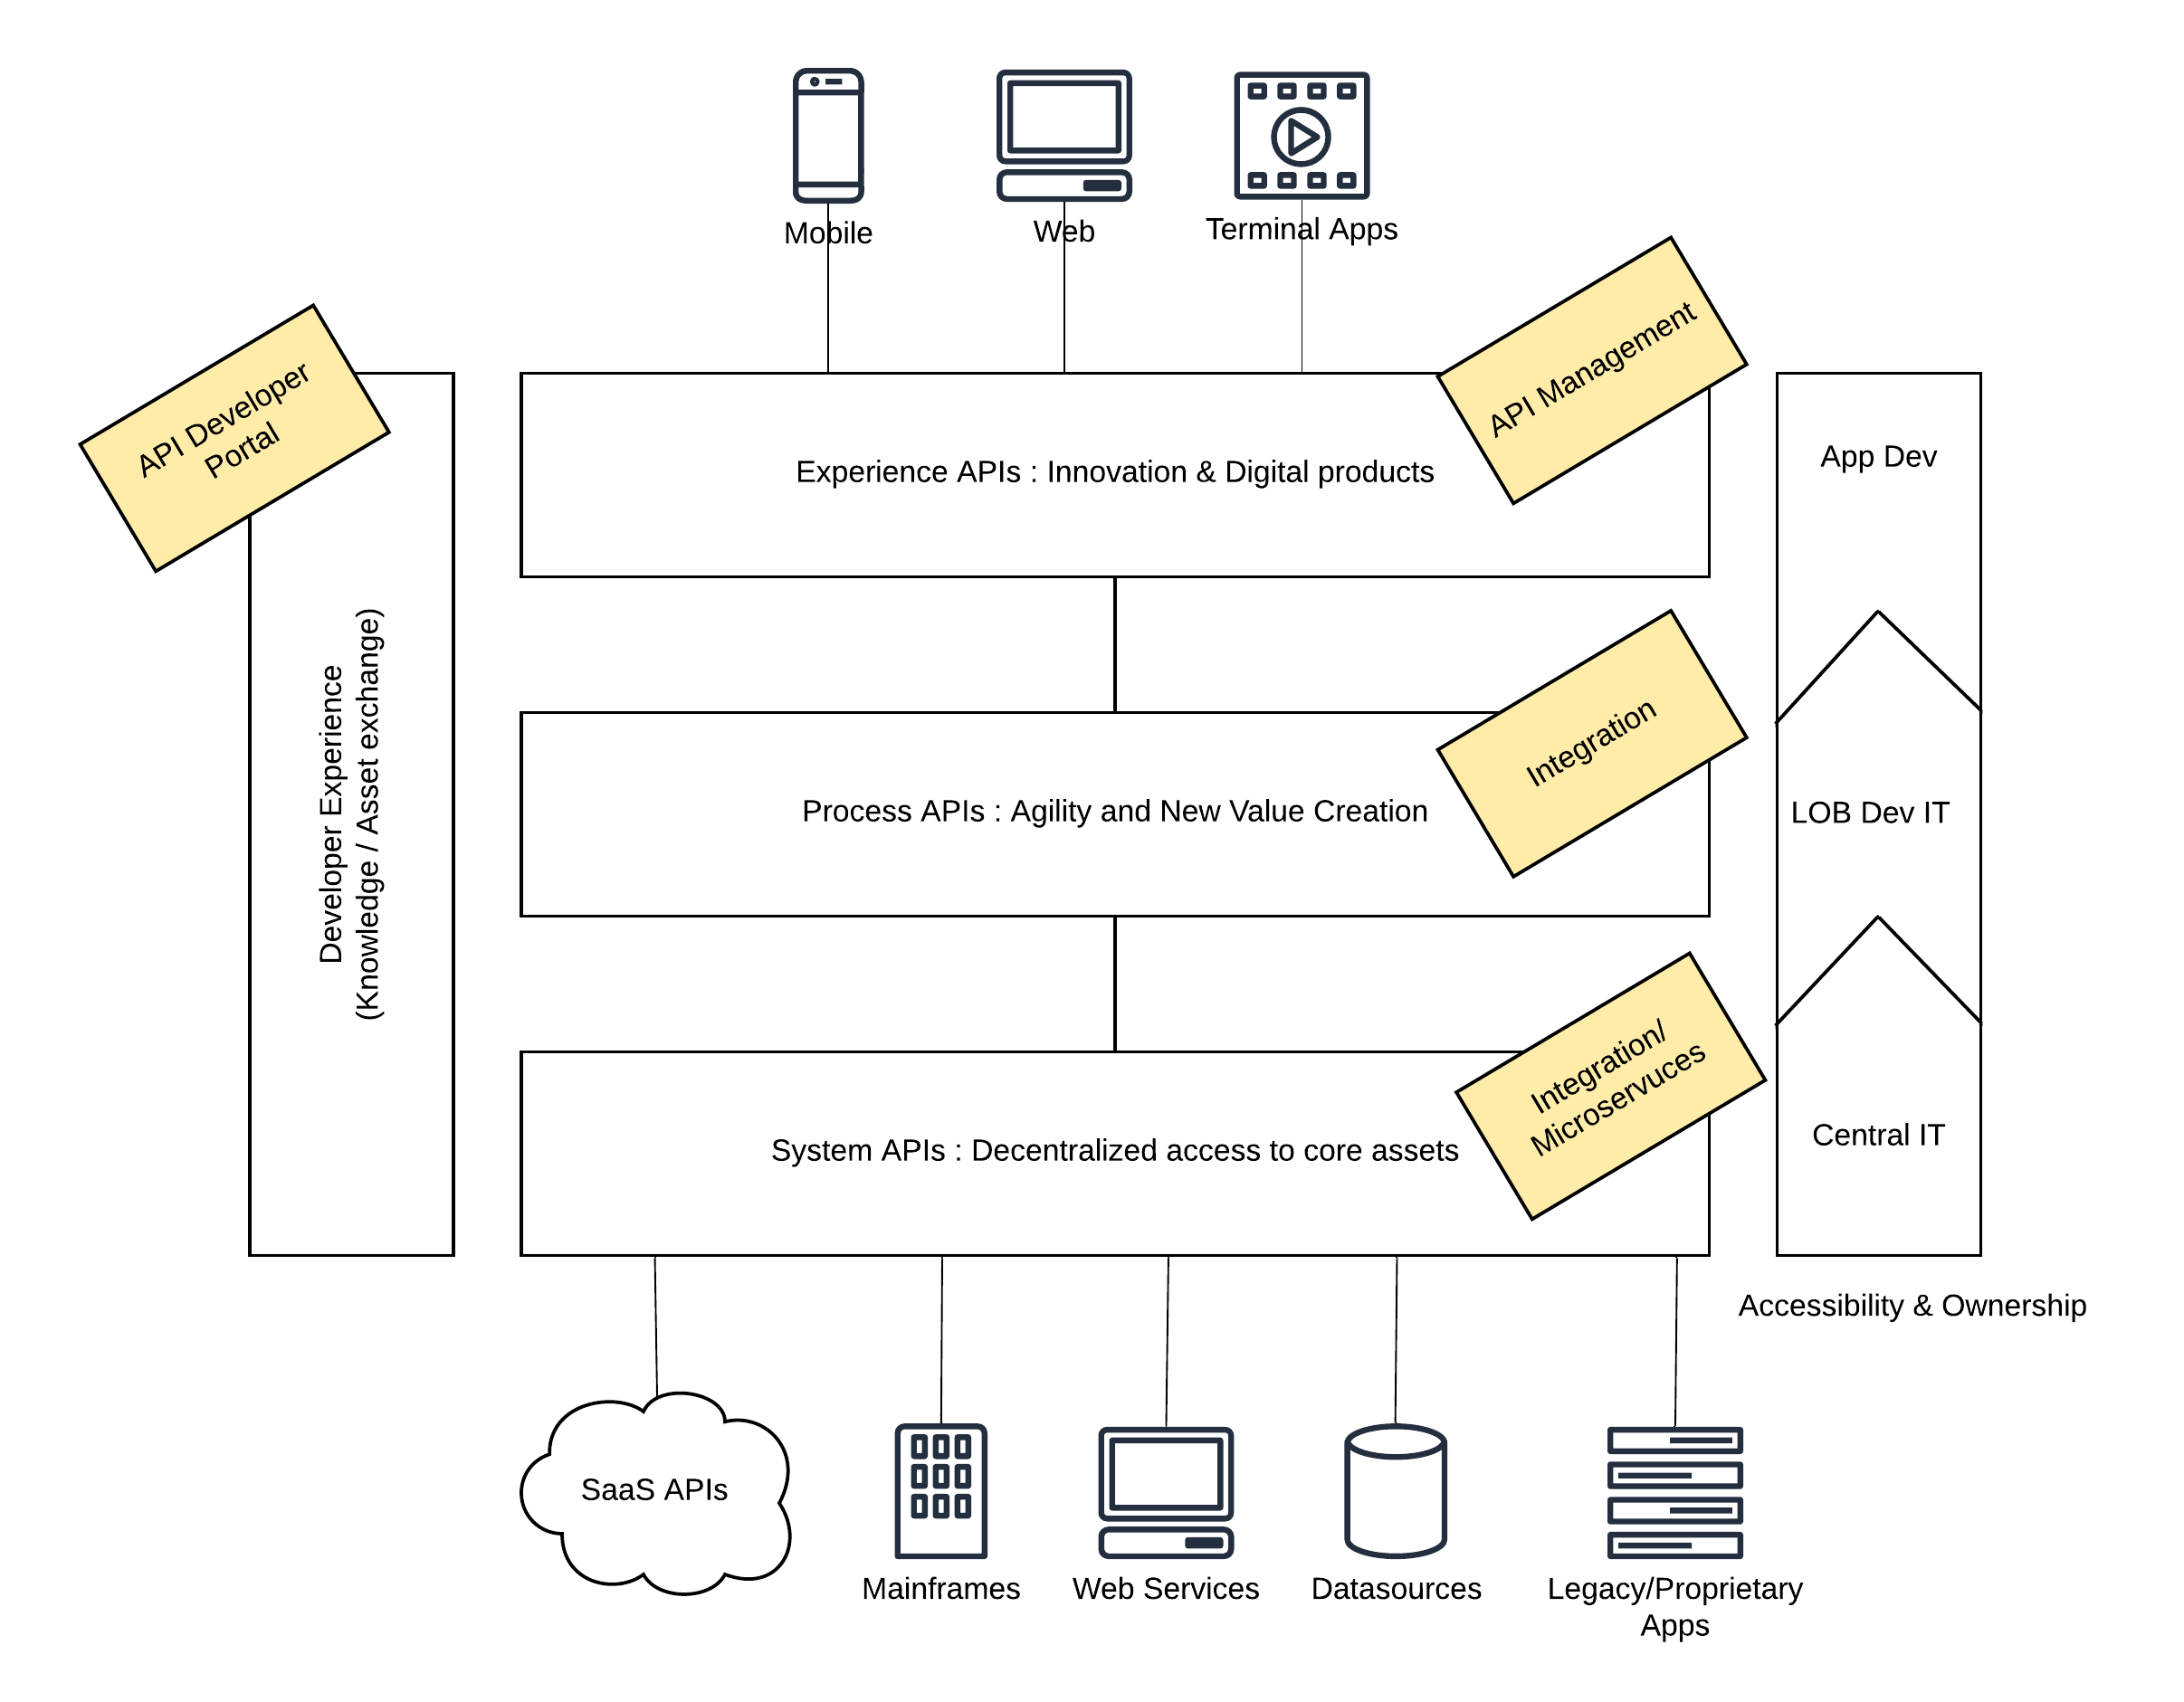 Mobile
Web
Terminal Apps
API Management
API Developer
Portal
App Dev
Experience APIs : Innovation & Digital products
Developer Experience
(Knowledge / Asset exchange)
Integration
Process APIs : Agility and New Value Creation
LOB Dev IT
Integration/
Microservuces
System APIs : Decentralized access to core assets
Central IT
Accessibility & Ownership
SaaS APIs
Mainframes
Web Services
Datasources
Legacy/Proprietary
Apps